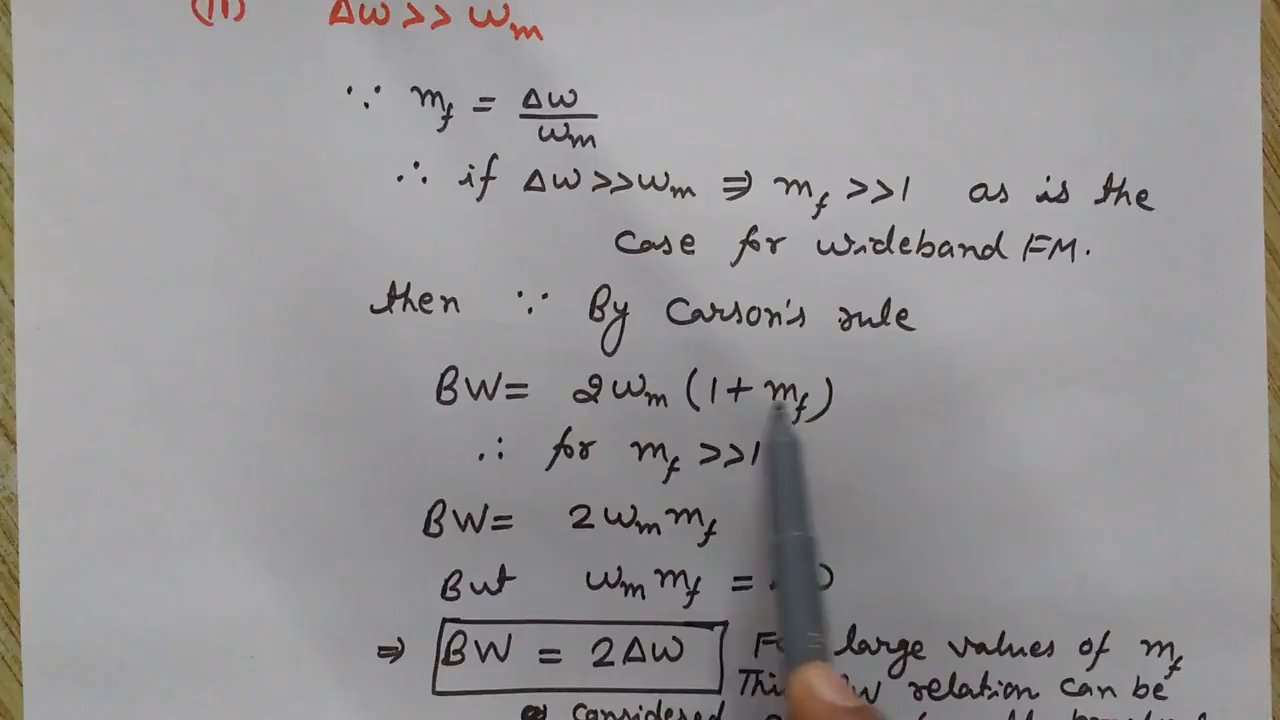 (II) Δω >> ωm
∵ mf = Δω/ωm
∴ if Δω >> ωm ⇒ mf >> 1 as is the
case for wideband FM.
then ∵ By Carson's rule
BW = 2ωm (1 + mf)
∴ for mf >> 1
BW = 2ωm mf
But ωm mf =
⇒ BW = 2Δω large values of mf
relation can be
considered